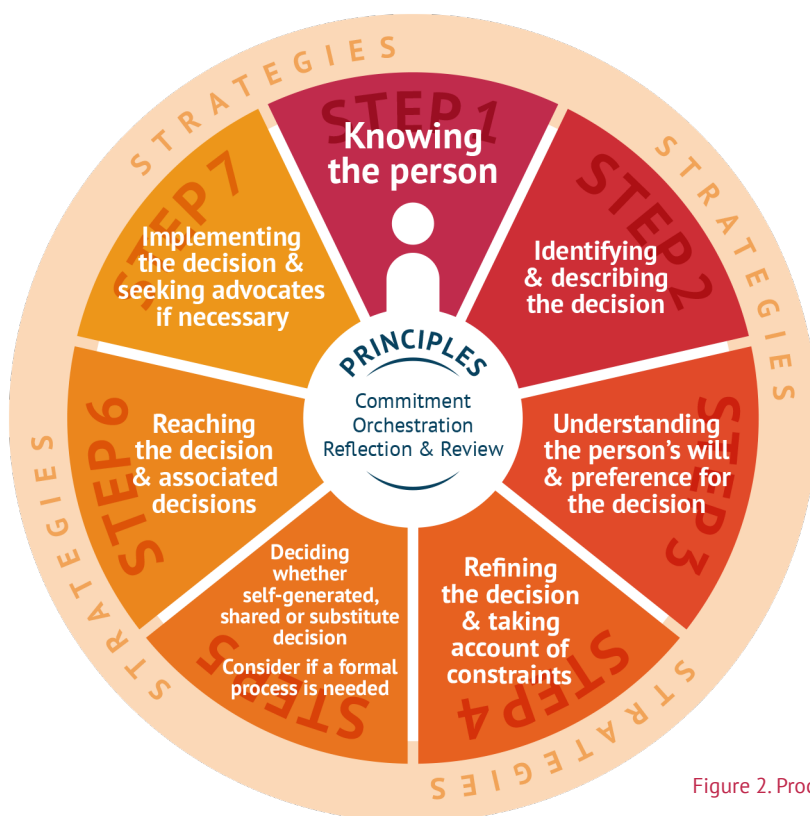 STRATEGIES
STRATEGIES
STRATEGIES
STRATEGIES
STEP 1
Knowing
the person
STEP 2
Identifying
& describing
the decision
STEP 3
Understanding
the person's will
& preference for
the decision
STEP 4
Refining
the decision
& taking
account of
constraints
STEP 5
Deciding
whether
self-generated,
shared or substitute
decision
Consider if a formal
process is needed
STEP 6
Reaching
the decision
& associated
decisions
STEP 7
Implementing
the decision &
seeking advocates
if necessary
PRINCIPLES
Commitment
Orchestration
Reflection & Review
Figure 2.